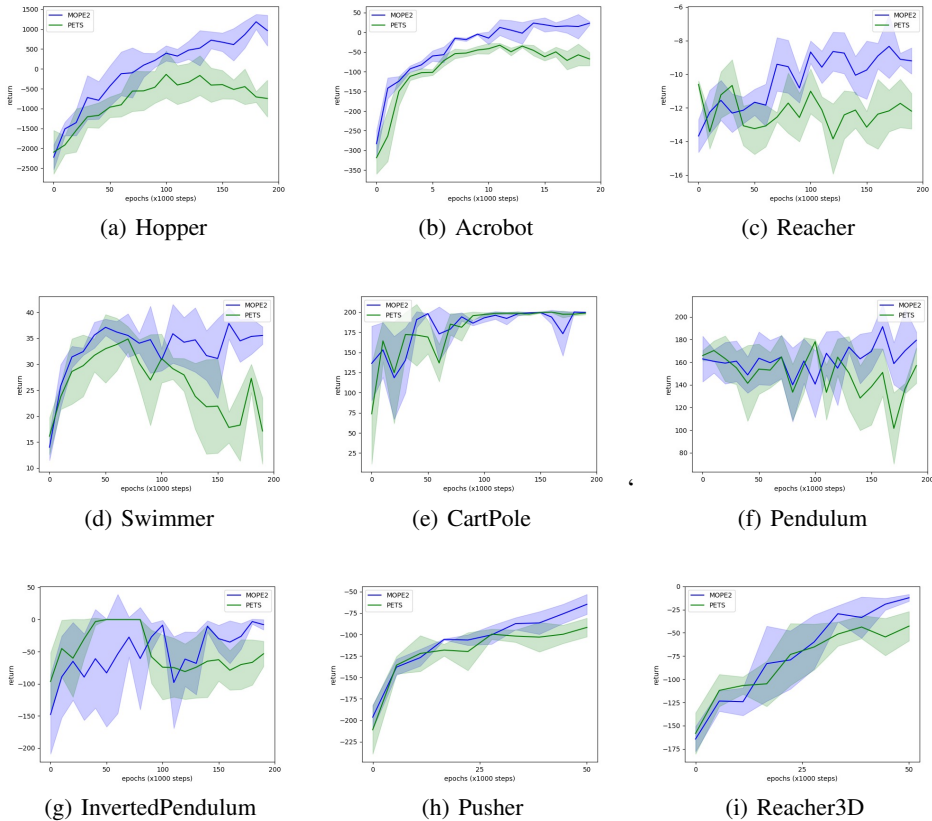 MOPE2
PETS
return
1500
1000
500
0
−500
−1000
−1500
−2000
−2500
0 50 100 150 200
epochs (x1000 steps)
(a) Hopper
MOPE2
PETS
return
50
0
−50
−100
−150
−200
−250
−300
−350
0 5 10 15 20
epochs (x1000 steps)
(b) Acrobot
MOPE2
PETS
return
−6
−8
−10
−12
−14
−16
0 50 100 150 200
epochs (x1000 steps)
(c) Reacher
MOPE2
PETS
return
40
35
30
25
20
15
10
0 50 100 150 200
epochs (x1000 steps)
(d) Swimmer
MOPE2
PETS
return
200
175
150
125
100
75
50
25
0 50 100 150 200
epochs (x1000 steps)
(e) CartPole
‘
MOPE2
PETS
return
200
180
160
140
120
100
80
0 50 100 150 200
epochs (x1000 steps)
(f) Pendulum
MOPE2
PETS
return
50
0
−50
−100
−150
−200
0 50 100 150 200
epochs (x1000 steps)
(g) InvertedPendulum
MOPE2
PETS
return
−50
−75
−100
−125
−150
−175
−200
−225
0 25 50
epochs (x1000 steps)
(h) Pusher
MOPE2
PETS
return
0
−25
−50
−75
−100
−125
−150
−175
0 25 50
epochs (x1000 steps)
(i) Reacher3D